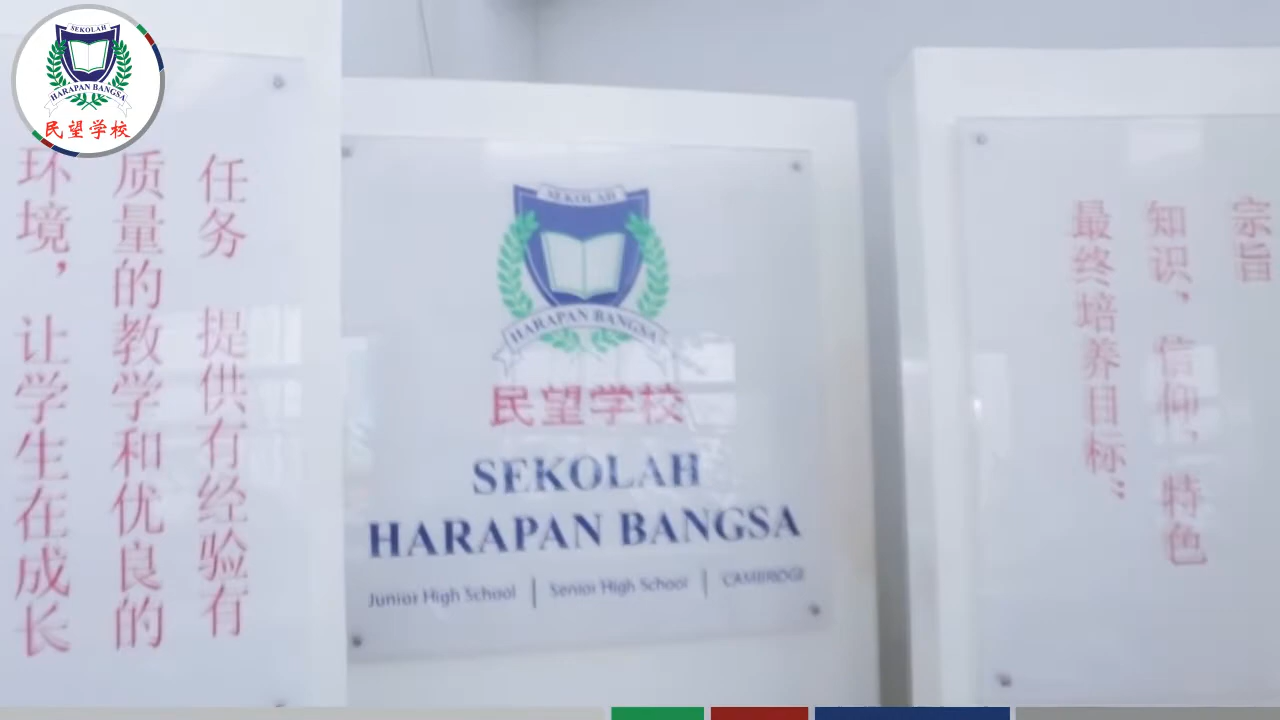 SEKOLAH
HARAPAN BANGSA
民望学校
任务 提供有经验有
质量的教学和优良的
环境，让学生在成长
SEKOLAH
HARAPAN BANGSA
民望学校
SEKOLAH
HARAPAN BANGSA
Junior High School | Senior High School | CAMBRIDGE
宗旨
知识，信仰，特色
最终培养目标”